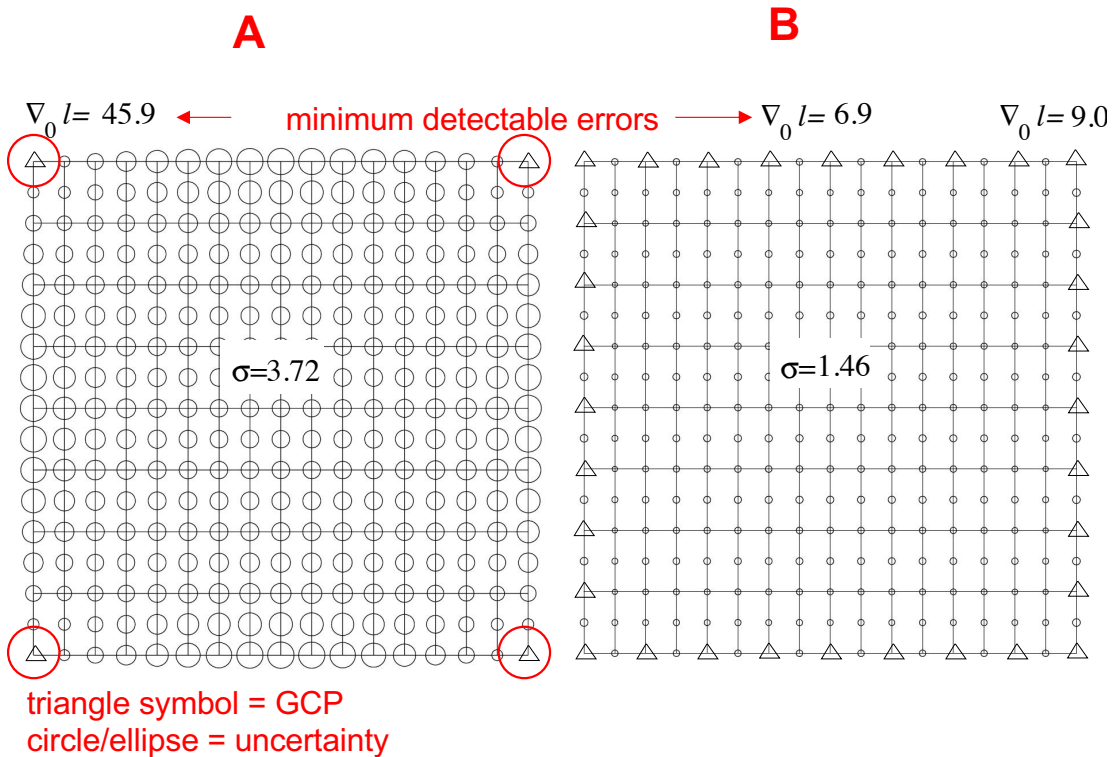 A
B
∇₀ l= 45.9
minimum detectable errors
∇₀ l= 6.9
∇₀ l= 9.0
σ=3.72
σ=1.46
triangle symbol = GCP
circle/ellipse = uncertainty